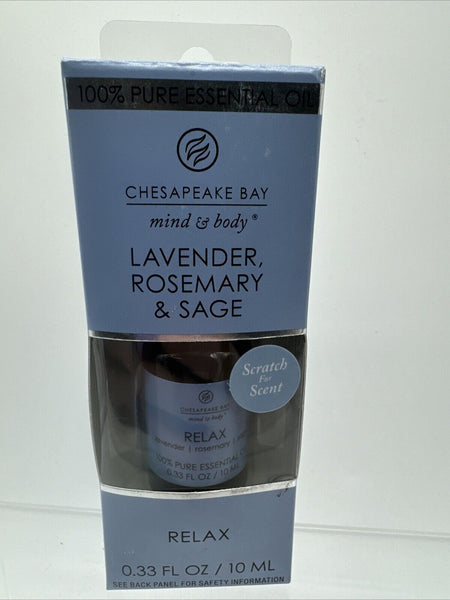 100% PURE ESSENTIAL OIL
CHESAPEAKE BAY
mind & body®
LAVENDER,
ROSEMARY
& SAGE
Scratch
For
Scent
CHESAPEAKE BAY
mind & body®
RELAX
lavender | rosemary |
100% PURE ESSENTIAL
0.33 FL OZ / 10 ML
RELAX
0.33 FL OZ / 10 ML
SEE BACK PANEL FOR SAFETY INFORMATION